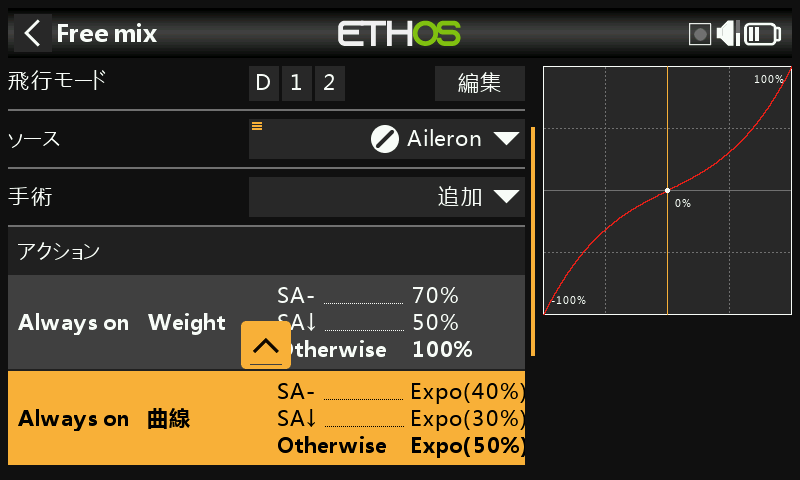 Free mix
ETHOS
飛行モード D 1 2 編集
ソース Aileron
手術 追加
アクション
Always on Weight
SA- 70%
SA↓ 50%
Otherwise 100%
Always on 曲線
SA- Expo(40%)
SA↓ Expo(30%)
Otherwise Expo(50%)
100%
0%
-100%